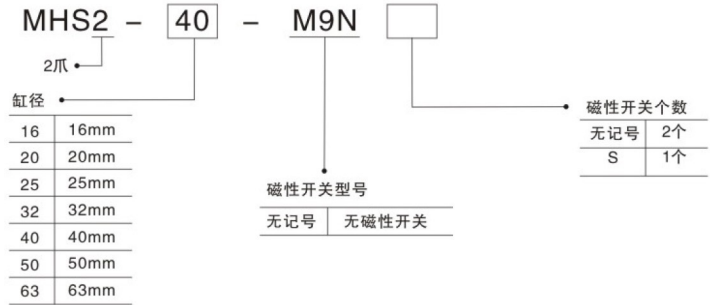 MHS2 - 40 - M9N
2爪
缸径
16 16mm
20 20mm
25 25mm
32 32mm
40 40mm
50 50mm
63 63mm
磁性开关型号
无记号 无磁性开关
磁性开关个数
无记号 2个
S 1个